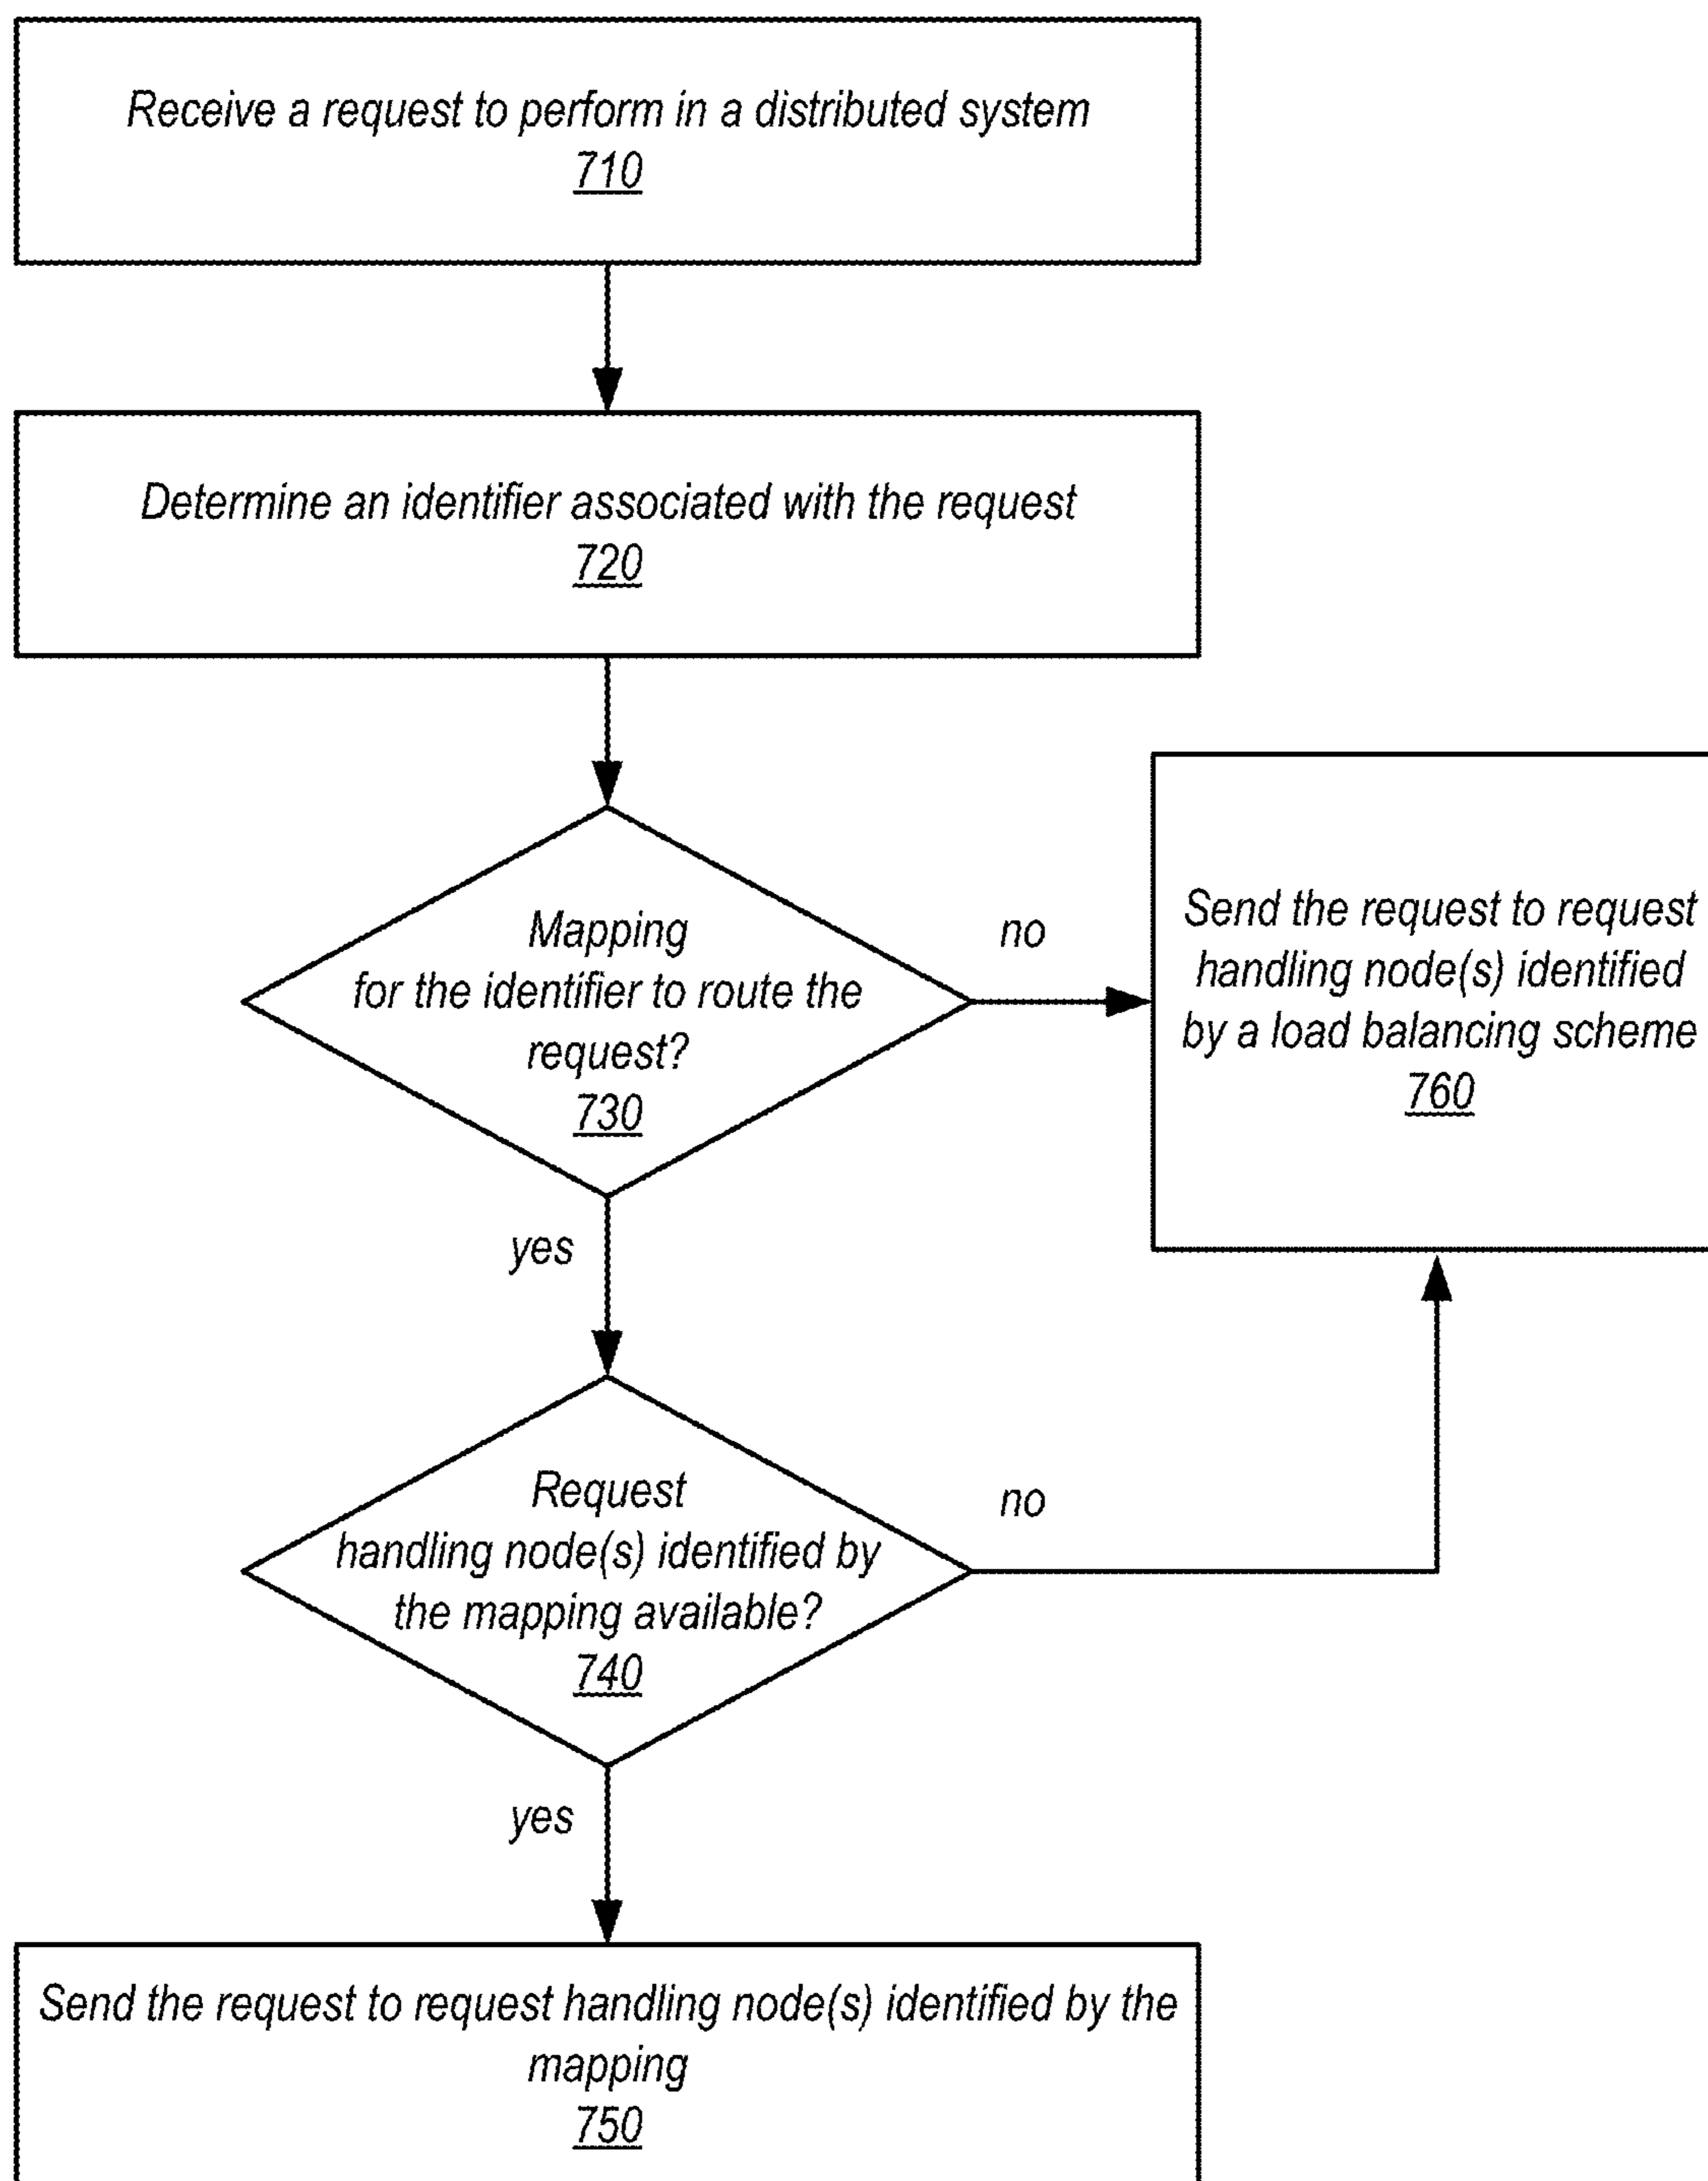 Receive a request to perform in a distributed system
710
Determine an identifier associated with the request
720
Mapping
for the identifier to route the
request?
730
no
Send the request to request
handling node(s) identified
by a load balancing scheme
760
yes
Request
handling node(s) identified by
the mapping available?
740
no
yes
Send the request to request handling node(s) identified by the
mapping
750